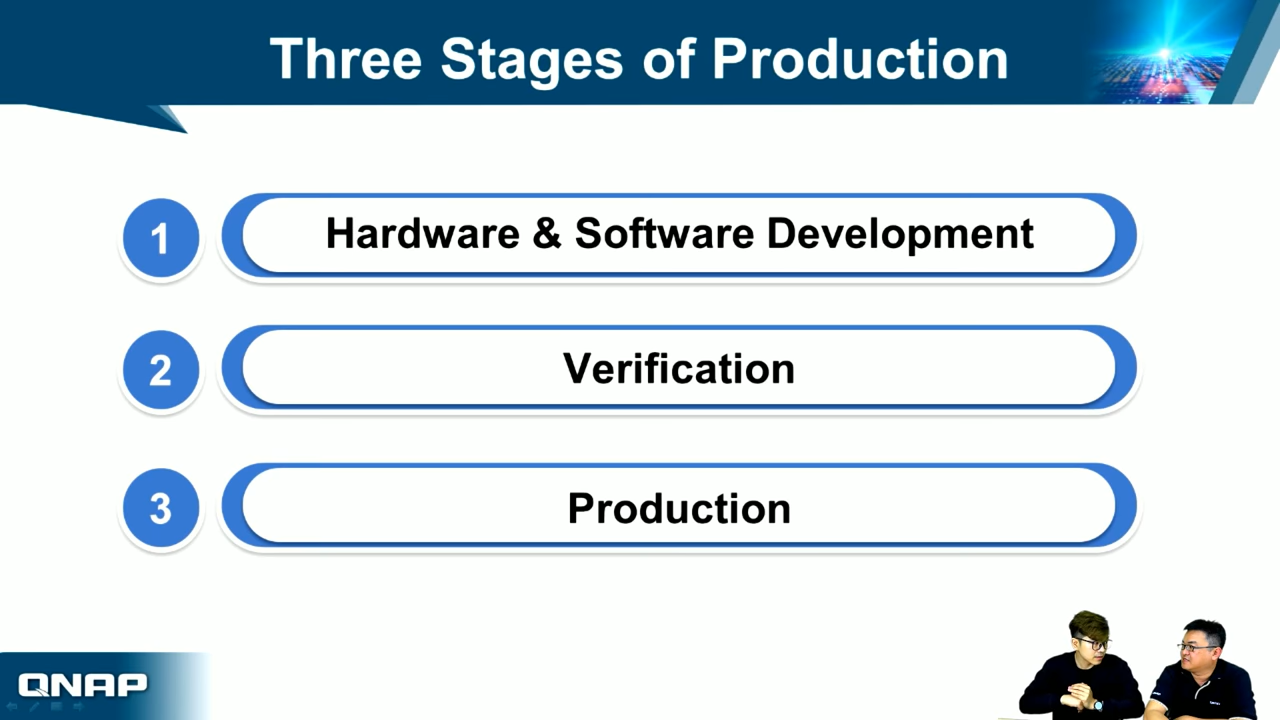 Three Stages of Production
1
Hardware & Software Development
2
Verification
3
Production
QNAP